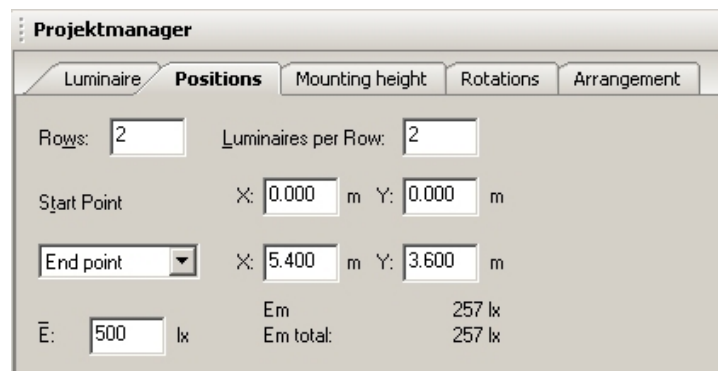 Projektmanager
Luminaire Positions Mounting height Rotations Arrangement
Rows: 2 Luminaires per Row: 2
Start Point X: 0.000 m Y: 0.000 m
End point X: 5.400 m Y: 3.600 m
Em 257 lx
E̅: 500 lx Em total: 257 lx